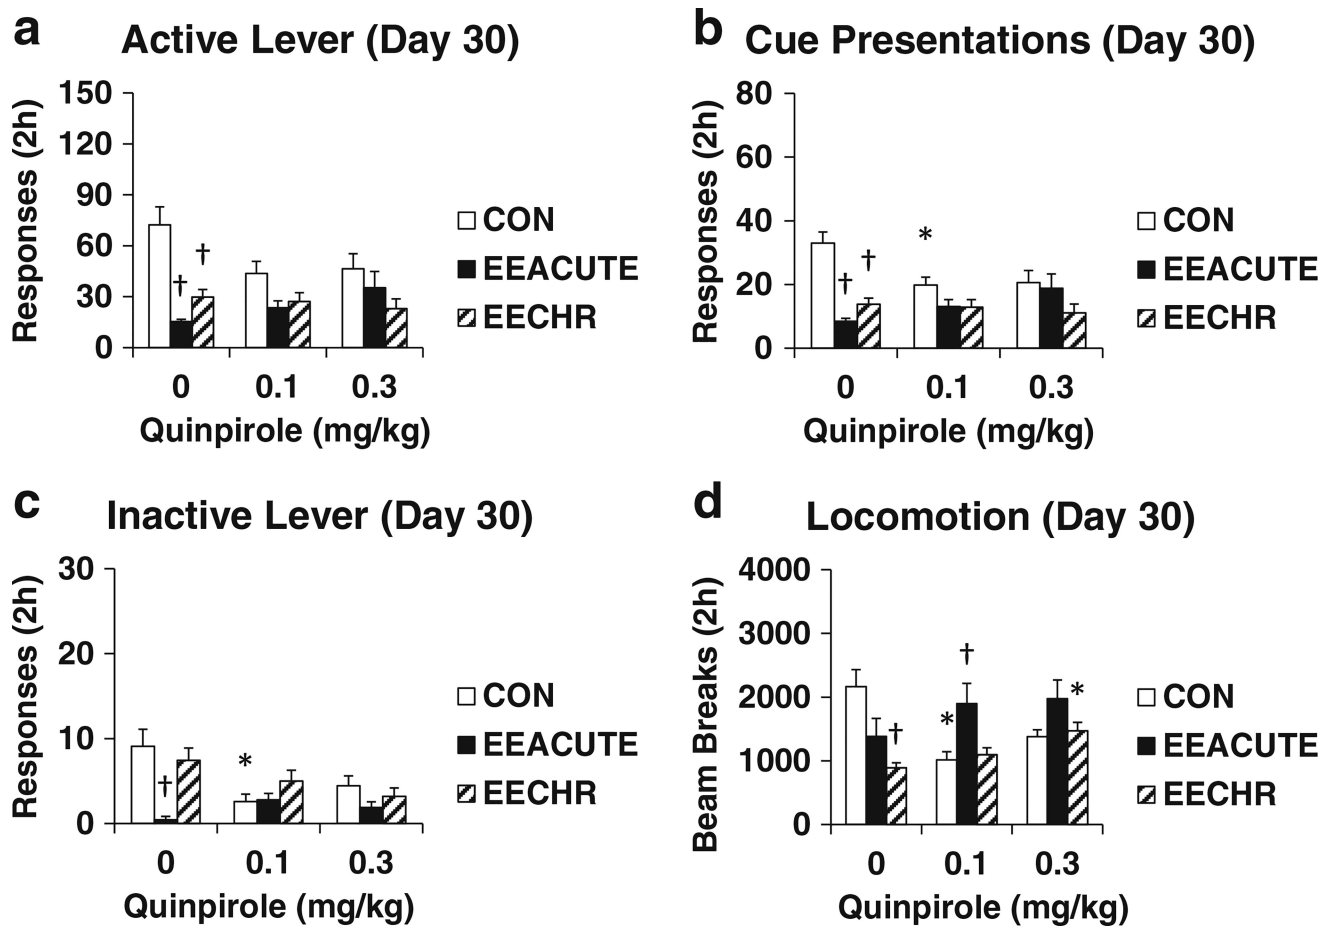 a Active Lever (Day 30)
Responses (2h)
150
120
90
60
30
0
†
†
CON
EEACUTE
EECHR
0 0.1 0.3
Quinpirole (mg/kg)
b Cue Presentations (Day 30)
Responses (2h)
80
60
40
20
0
†
†
*
CON
EEACUTE
EECHR
0 0.1 0.3
Quinpirole (mg/kg)
c Inactive Lever (Day 30)
Responses (2h)
30
20
10
0
†
*
CON
EEACUTE
EECHR
0 0.1 0.3
Quinpirole (mg/kg)
d Locomotion (Day 30)
Beam Breaks (2h)
4000
3000
2000
1000
0
†
*
†
*
CON
EEACUTE
EECHR
0 0.1 0.3
Quinpirole (mg/kg)